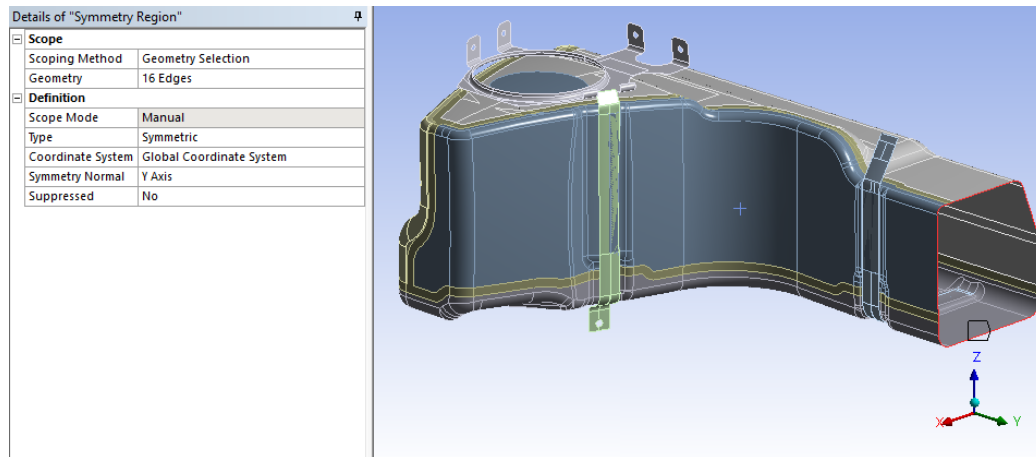 Details of "Symmetry Region"
Scope
Scoping Method Geometry Selection
Geometry 16 Edges
Definition
Scope Mode Manual
Type Symmetric
Coordinate System Global Coordinate System
Symmetry Normal Y Axis
Suppressed No
Z
X
Y